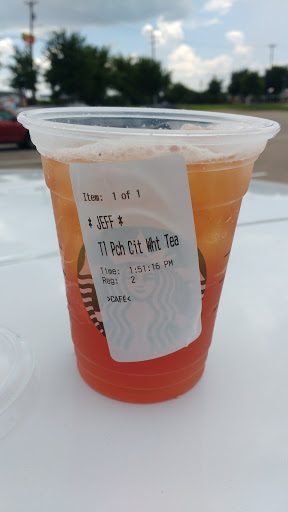 Item: 1 of 1
* JEFF *
Tl Pch Cit Wht Tea
Time: 1:51:16 PM
Reg: 2
>CAFE<